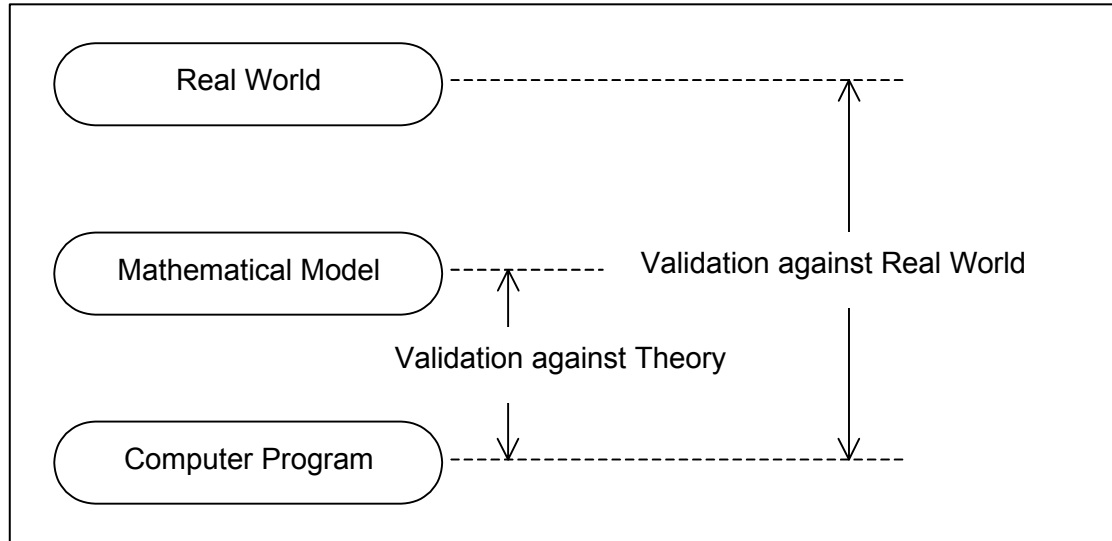 Real World
Mathematical Model
Validation against Real World
Validation against Theory
Computer Program